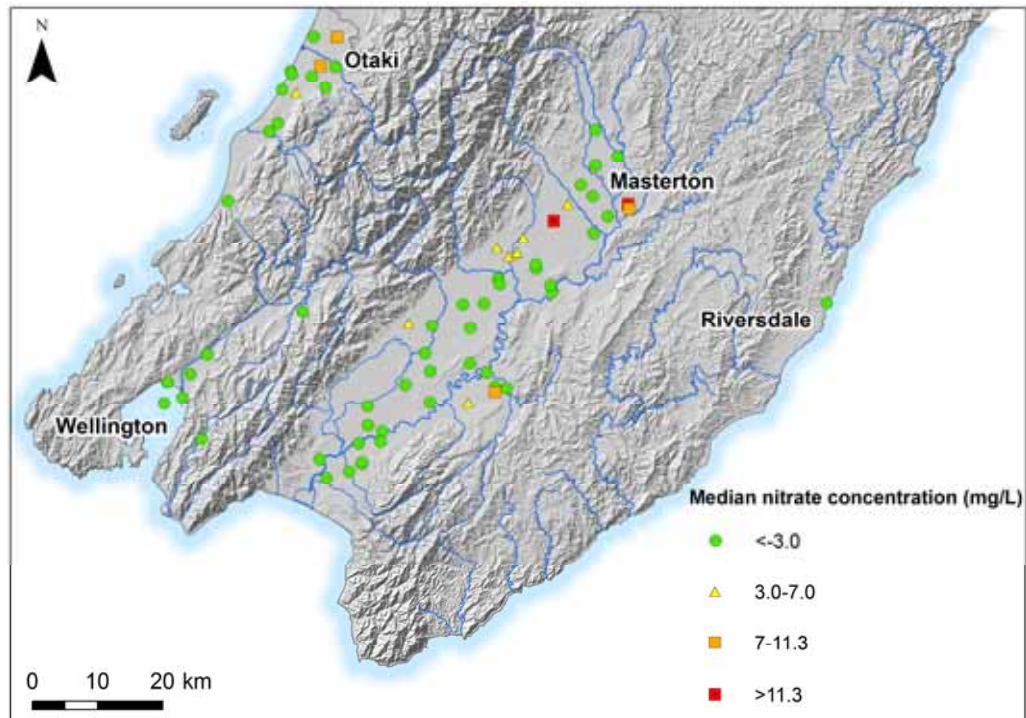 N
Otaki
Masterton
Riversdale
Wellington
Median nitrate concentration (mg/L)
<-3.0
3.0-7.0
7-11.3
>11.3
0 10 20 km